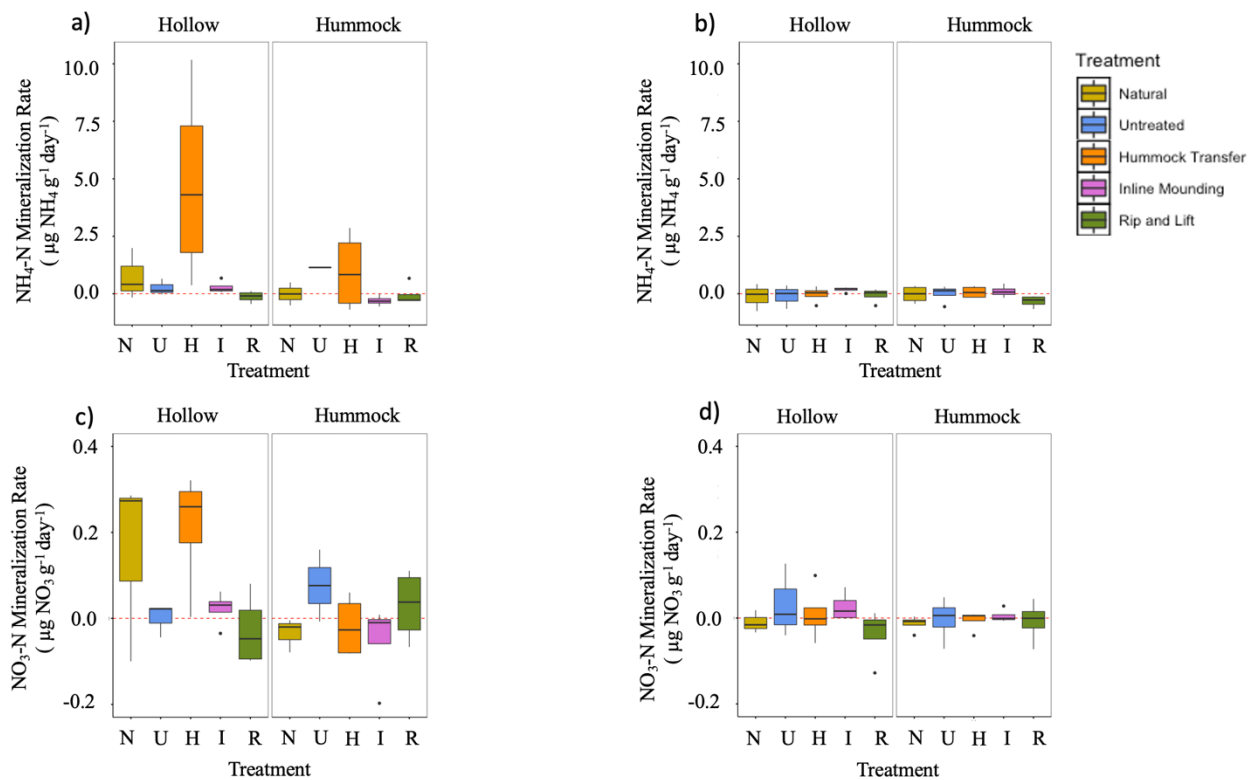 a)
Hollow
Hummock
NH4-N Mineralization Rate
( µg NH4 g-1 day-1)
10.0
7.5
5.0
2.5
0.0
N U H I R
N U H I R
Treatment
b)
Hollow
Hummock
NH4-N Mineralization Rate
( µg NH4 g-1 day-1)
10.0
7.5
5.0
2.5
0.0
N U H I R
N U H I R
Treatment
Treatment
Natural
Untreated
Hummock Transfer
Inline Mounding
Rip and Lift
c)
Hollow
Hummock
NO3-N Mineralization Rate
( µg NO3 g-1 day-1)
0.4
0.2
0.0
-0.2
N U H I R
N U H I R
Treatment
d)
Hollow
Hummock
NO3-N Mineralization Rate
( µg NO3 g-1 day-1)
0.4
0.2
0.0
-0.2
N U H I R
N U H I R
Treatment